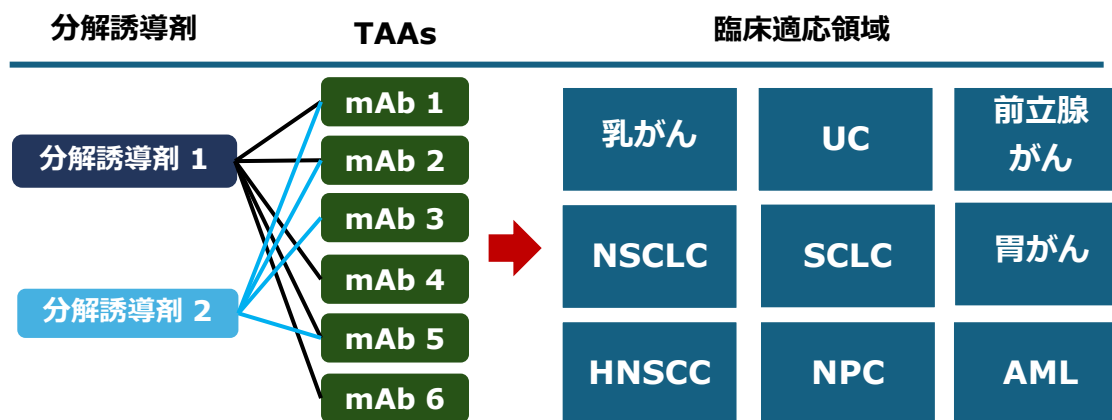 分解誘導剤
TAAs
臨床適応領域
分解誘導剤 1
分解誘導剤 2
mAb 1
mAb 2
mAb 3
mAb 4
mAb 5
mAb 6
乳がん
UC
前立腺
がん
NSCLC
SCLC
胃がん
HNSCC
NPC
AML